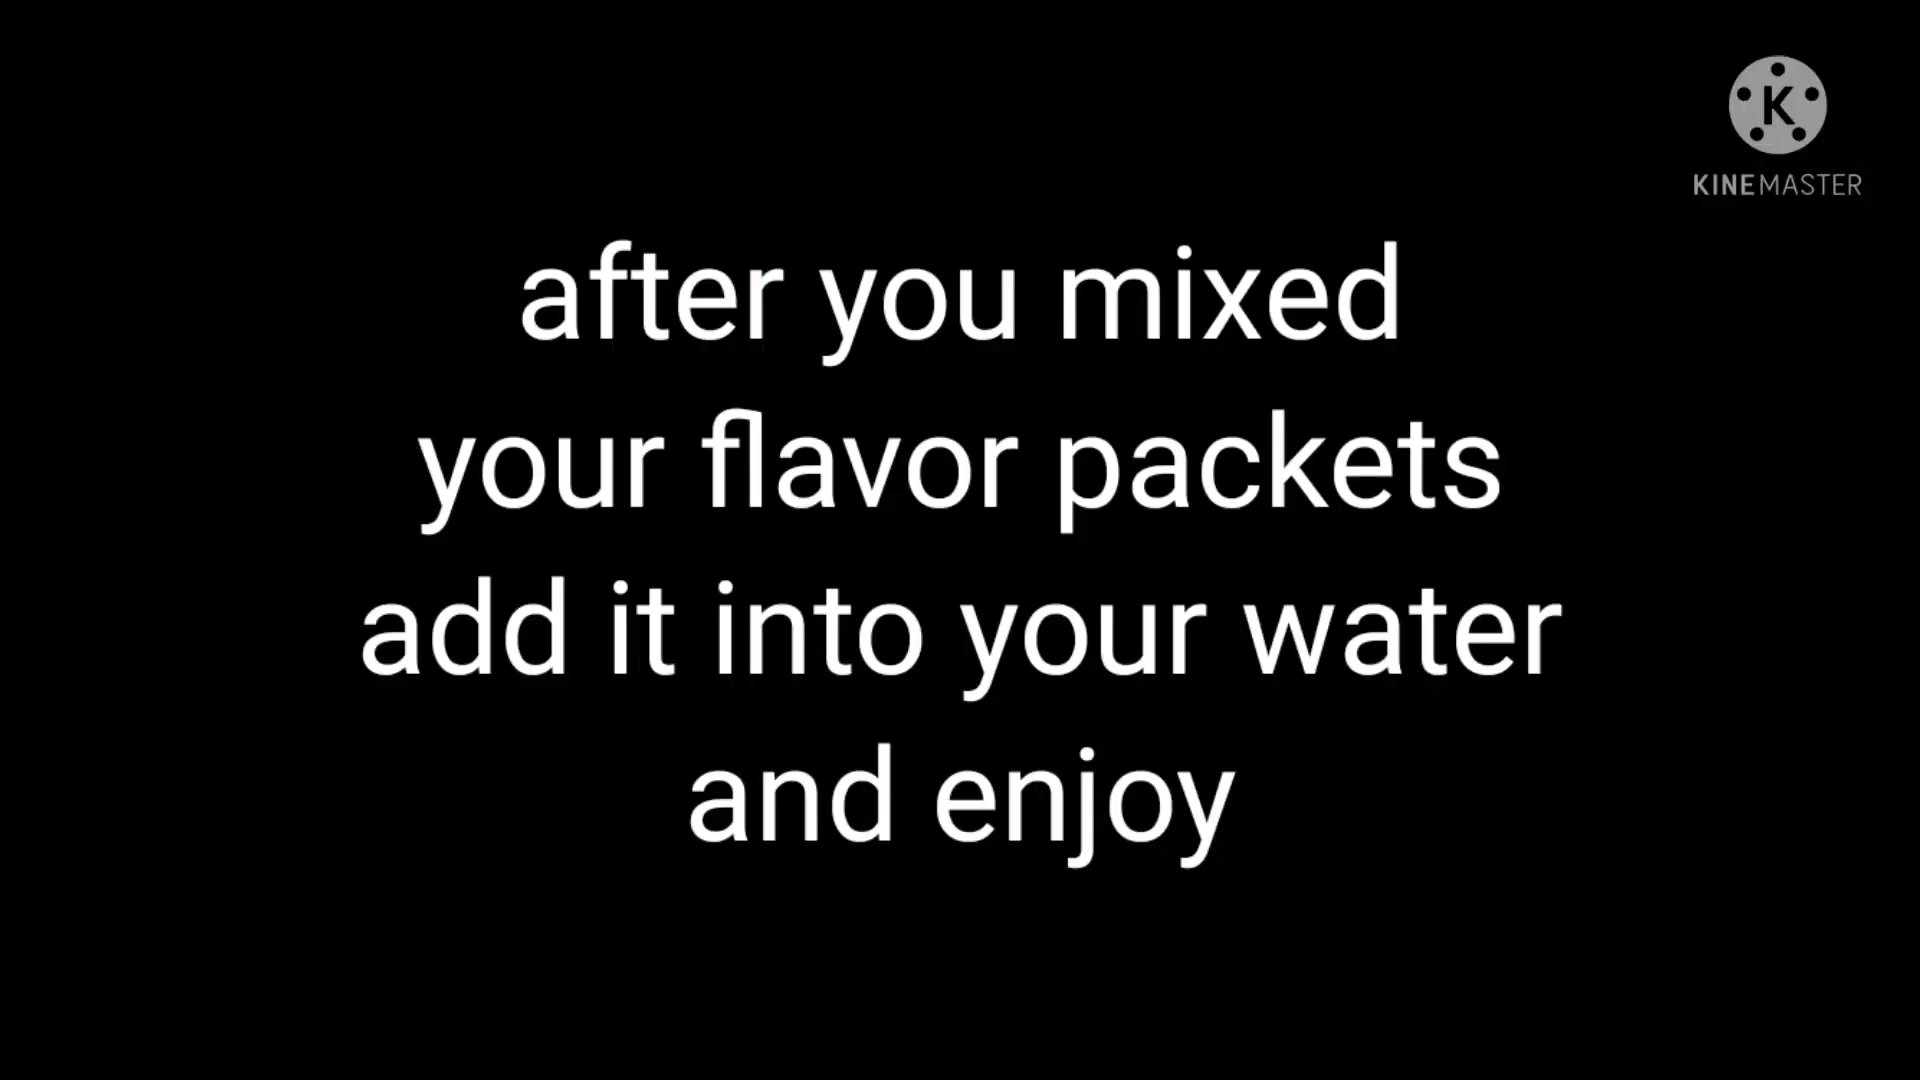 K
KINEMASTER
after you mixed
your flavor packets
add it into your water
and enjoy